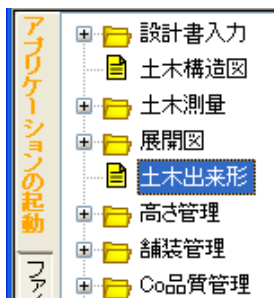 アプリケーションの起動
ファイ
設計書入力
土木構造図
土木測量
展開図
土木出来形
高さ管理
舗装管理
Co品質管理